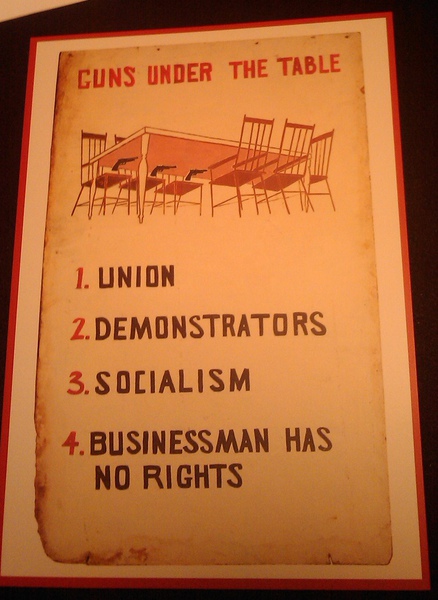 GUNS UNDER THE TABLE
1. UNION
2. DEMONSTRATORS
3. SOCIALISM
4. BUSINESSMAN HAS
NO RIGHTS